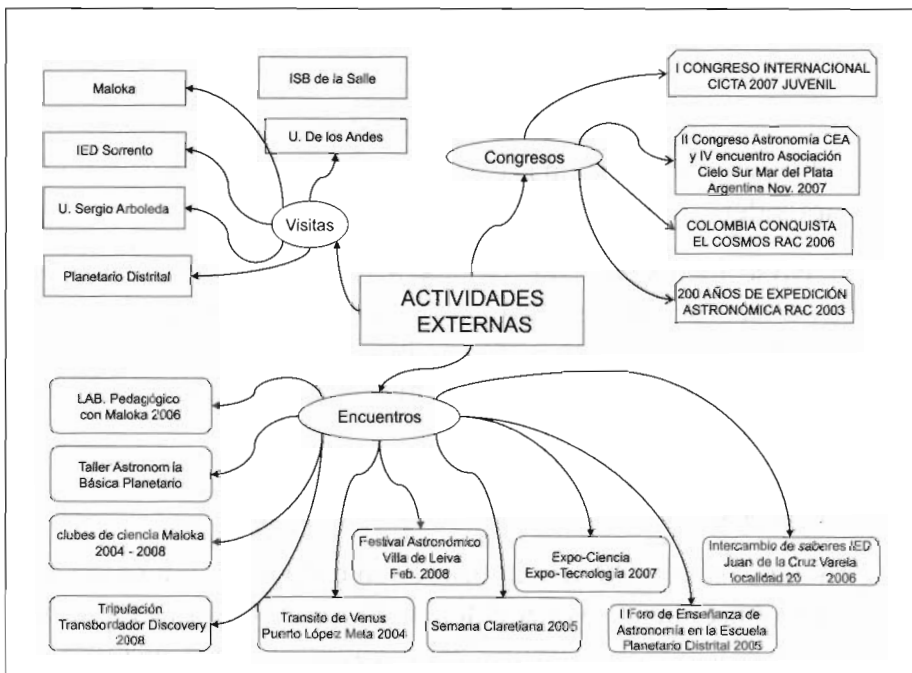 Maloka
ISB de la Salle
IED Sorrento
U. De los Andes
U. Sergio Arboleda
Visitas
Planetario Distrital
Congresos
I CONGRESO INTERNACIONAL
CICTA 2007 JUVENIL
II Congreso Astronomía CEA
y IV encuentro Asociación
Cielo Sur Mar del Plata
Argentina Nov. 2007
COLOMBIA CONQUISTA
EL COSMOS RAC 2006
200 AÑOS DE EXPEDICIÓN
ASTRONÓMICA RAC 2003
ACTIVIDADES
EXTERNAS
Encuentros
LAB. Pedagógico
con Maloka 2006
Taller Astronomía
Básica Planetario
clubes de ciencia Maloka
2004 - 2008
Tripulación
Transbordador Discovery
2008
Festival Astronómico
Villa de Leiva
Feb. 2008
Transito de Venus
Puerto López Meta 2004
Semana Claretiana 2005
Expo-Ciencia
Expo-Tecnología 2007
I Foro de Enseñanza de
Astronomía en la Escuela
Planetario Distrital 2005
Intercambio de saberes IED
Juan de la Cruz Varela
localidad 20 2006